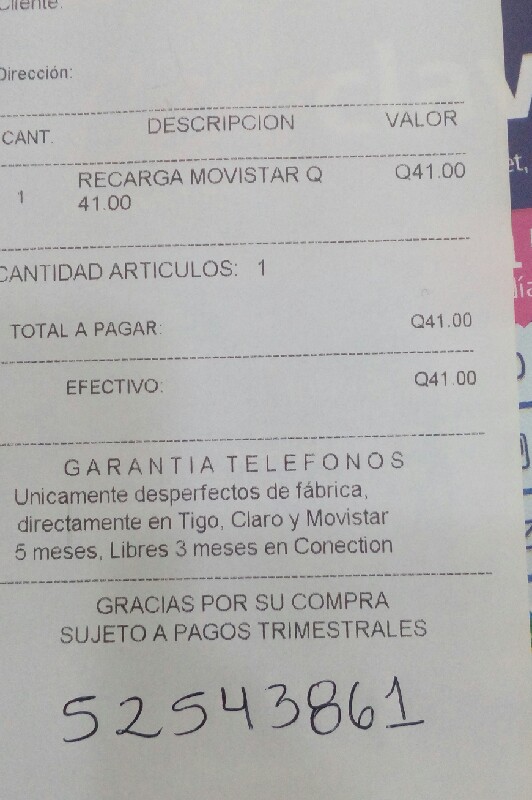 Cliente:
Dirección:
CANT. DESCRIPCION VALOR
1 RECARGA MOVISTAR Q 41.00 Q41.00
CANTIDAD ARTICULOS: 1
TOTAL A PAGAR: Q41.00
EFECTIVO: Q41.00
GARANTIA TELEFONOS
Unicamente desperfectos de fábrica,
directamente en Tigo, Claro y Movistar
5 meses, Libres 3 meses en Conection
GRACIAS POR SU COMPRA
SUJETO A PAGOS TRIMESTRALES
52543861